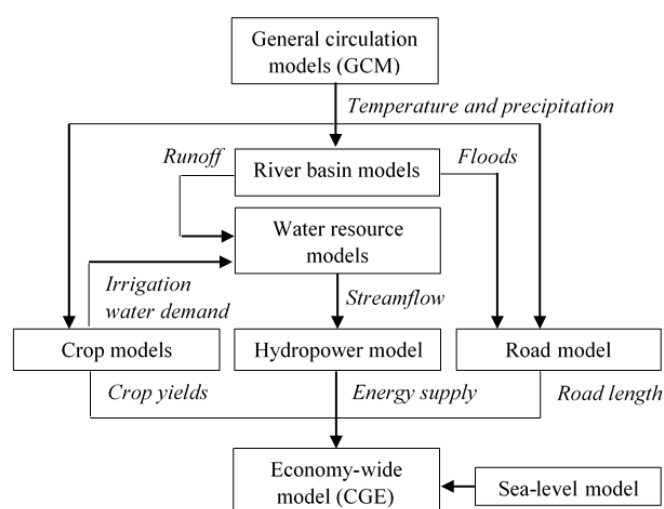 General circulation
models (GCM)
Temperature and precipitation
Runoff
River basin models
Floods
Water resource
models
Irrigation
water demand
Streamflow
Crop models
Hydropower model
Road model
Crop yields
Energy supply
Road length
Economy-wide
model (CGE)
Sea-level model